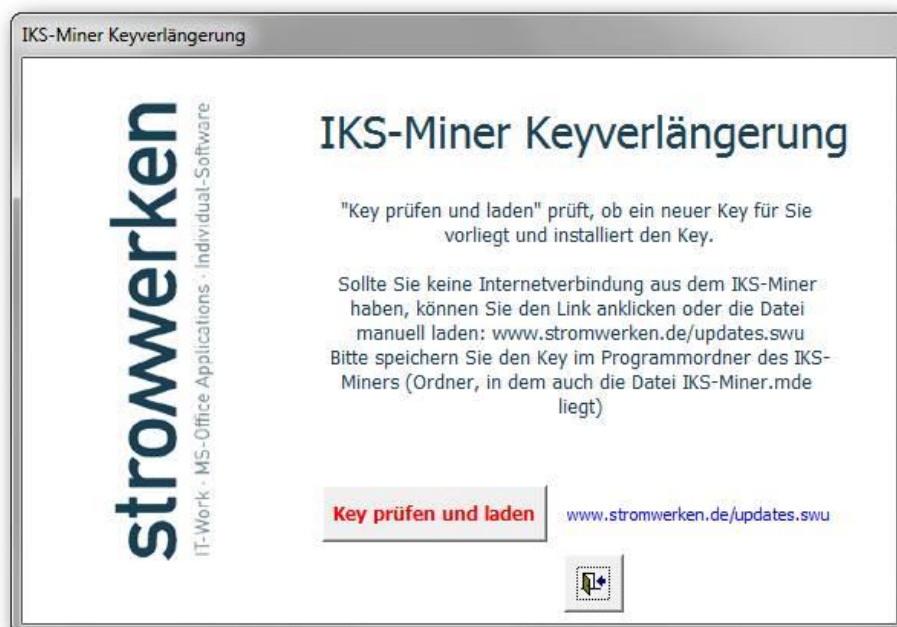 IKS-Miner Keyverlängerung
stromwerken
IT-Work · MS-Office Applications · Individual-Software
IKS-Miner Keyverlängerung
"Key prüfen und laden" prüft, ob ein neuer Key für Sie
vorliegt und installiert den Key.
Sollte Sie keine Internetverbindung aus dem IKS-Miner
haben, können Sie den Link anklicken oder die Datei
manuell laden: www.stromwerken.de/updates.swu
Bitte speichern Sie den Key im Programmordner des IKS-
Miners (Ordner, in dem auch die Datei IKS-Miner.mde
liegt)
Key prüfen und laden
www.stromwerken.de/updates.swu